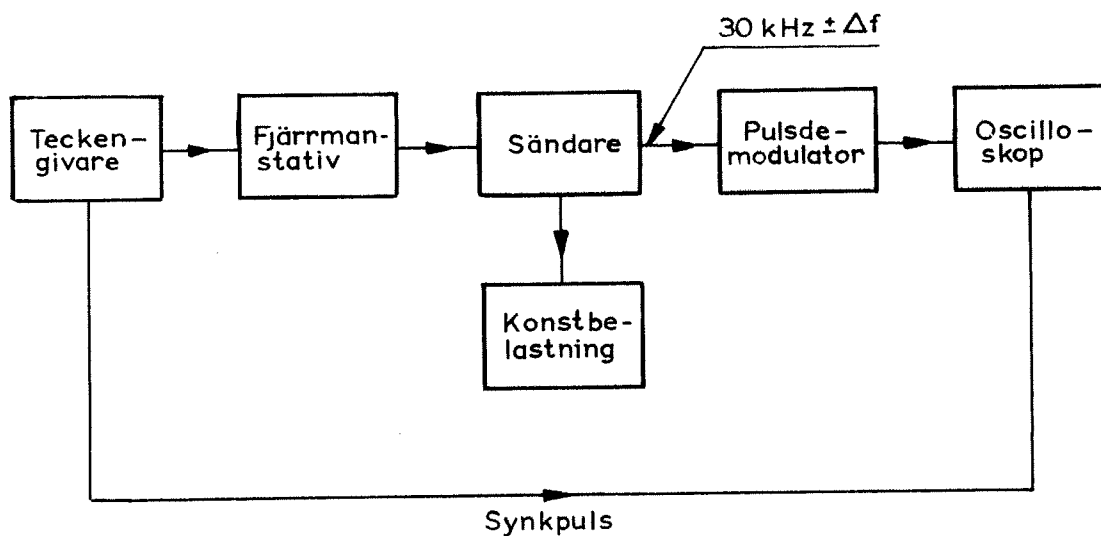 30 kHz ± Δf
Tecken-
givare
Fjärrman-
stativ
Sändare
Pulsde-
modulator
Oscillo-
skop
Konstbe-
lastning
Synkpuls